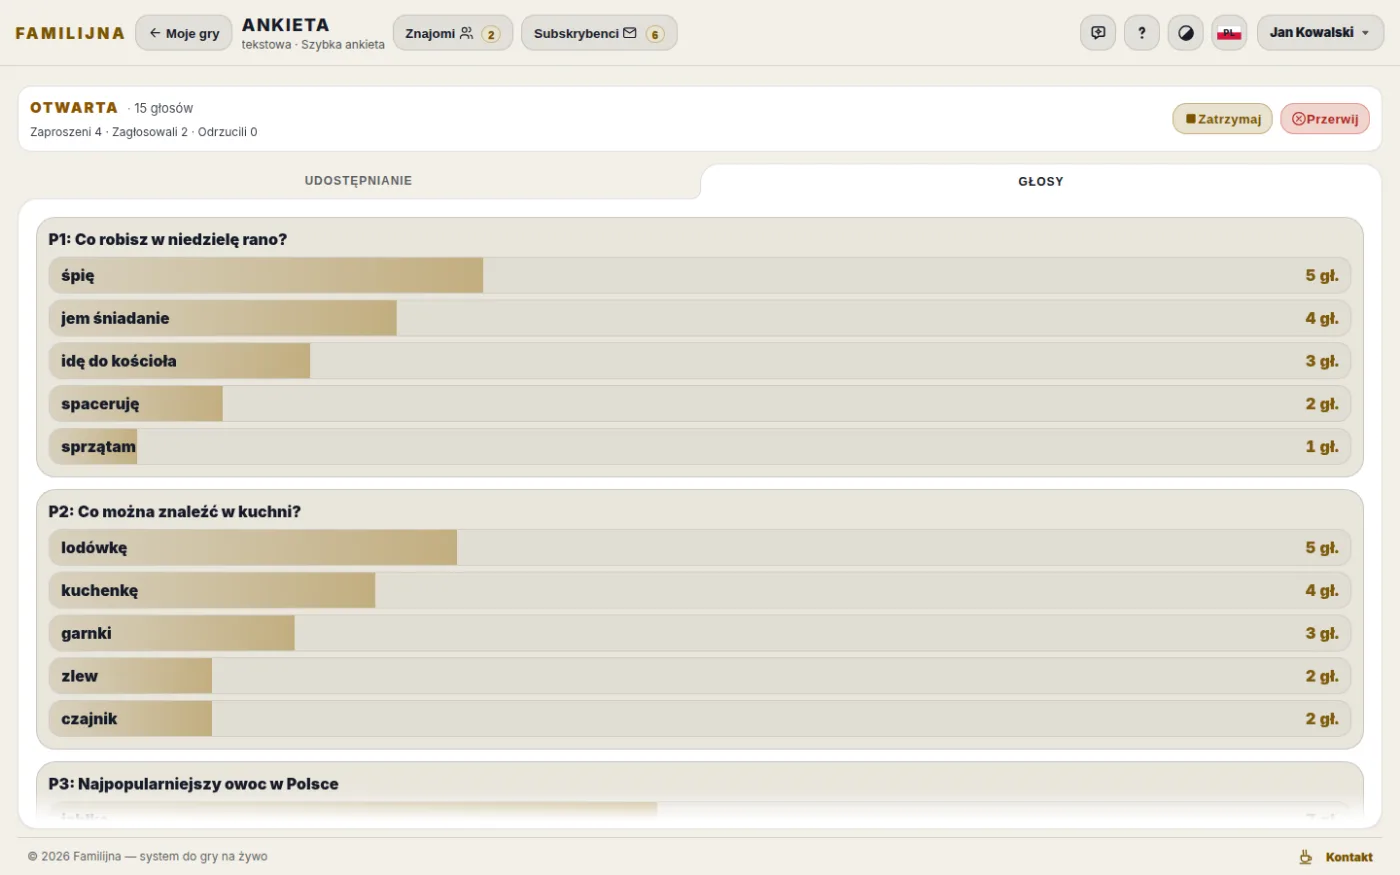 FAMILIJNA
← Moje gry
ANKIETA
tekstowa · Szybka ankieta
Znajomi 2
Subskrybenci 6
?
PL
Jan Kowalski
OTWARTA · 15 głosów
Zaproszeni 4 · Zagłosowali 2 · Odrzucili 0
Zatrzymaj
Przerwij
UDOSTĘPNIANIE
GŁOSY
P1: Co robisz w niedzielę rano?
śpię 5 gł.
jem śniadanie 4 gł.
idę do kościoła 3 gł.
spaceruję 2 gł.
sprzątam 1 gł.
P2: Co można znaleźć w kuchni?
lodówkę 5 gł.
kuchenkę 4 gł.
garnki 3 gł.
zlew 2 gł.
czajnik 2 gł.
P3: Najpopularniejszy owoc w Polsce
© 2026 Familijna — system do gry na żywo
Kontakt